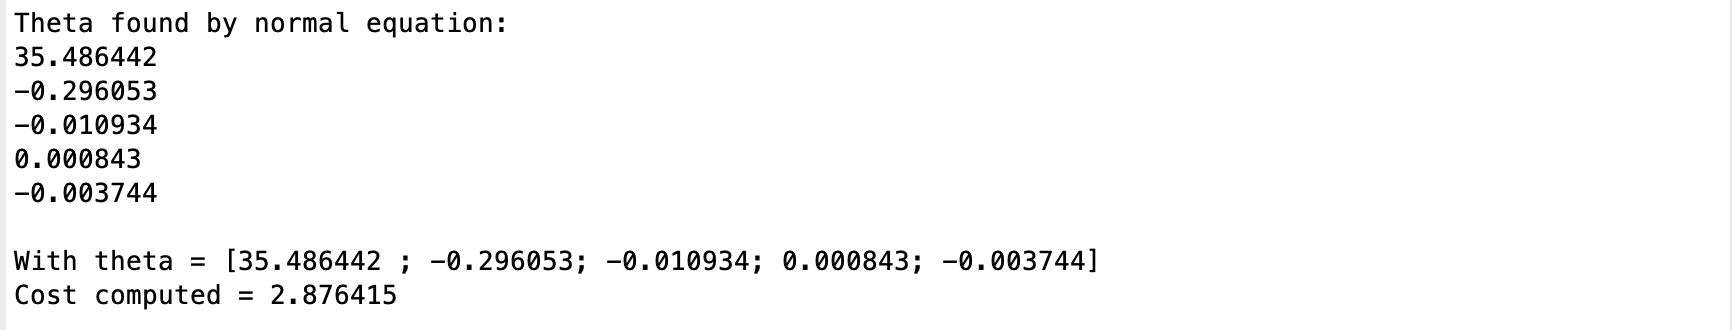 Theta found by normal equation:
35.486442
-0.296053
-0.010934
0.000843
-0.003744
With theta = [35.486442 ; -0.296053; -0.010934; 0.000843; -0.003744]
Cost computed = 2.876415